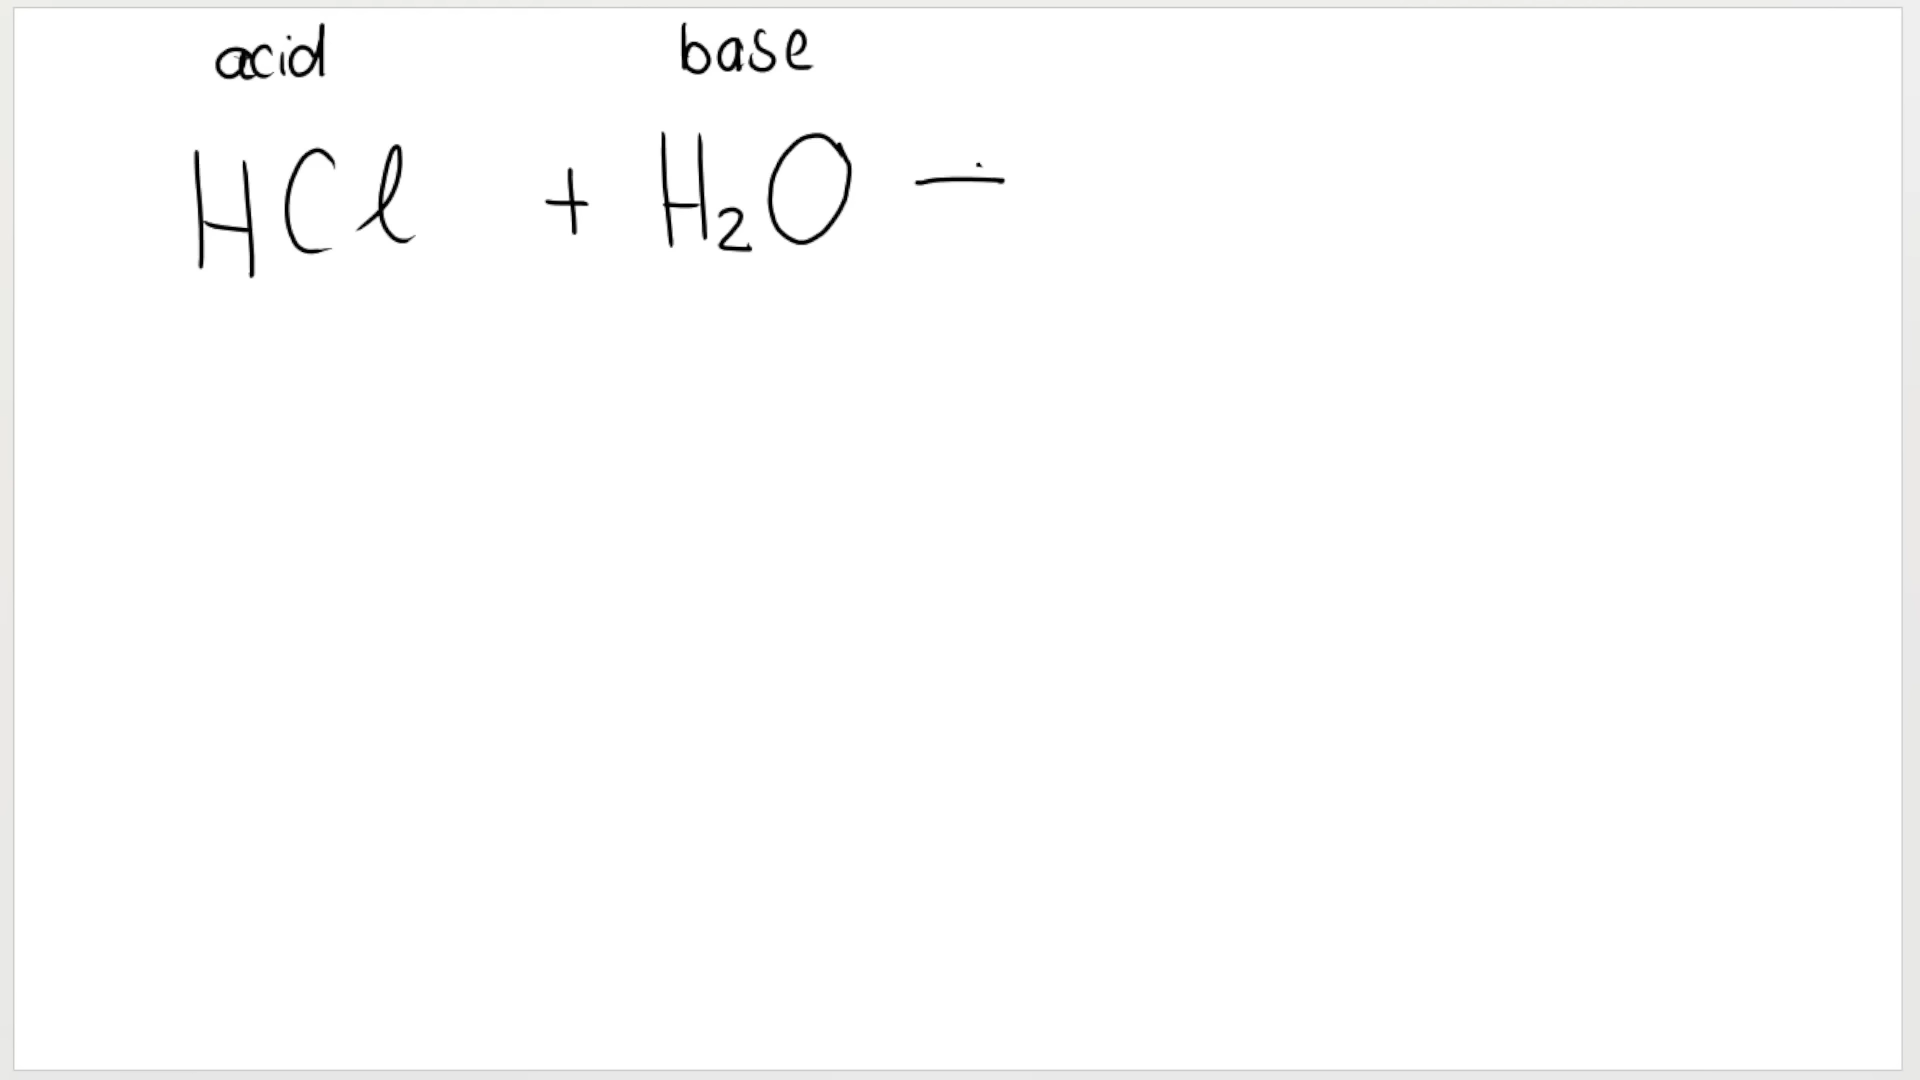 acid base
HCl + H₂O —